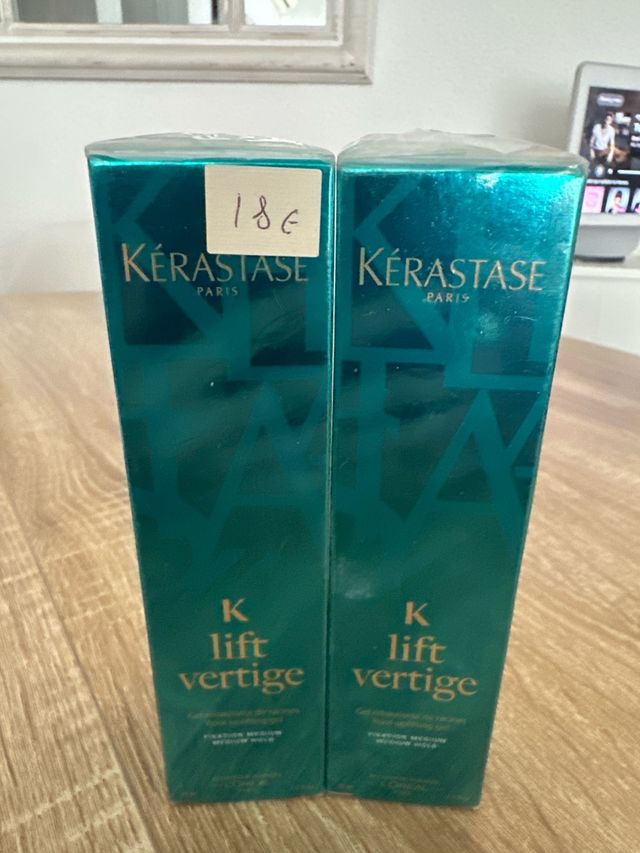 18€
KÉRASTASE
PARIS
K
lift
vertige
FIXATION MEDIUM
MEDIUM HOLD
KÉRASTASE
PARIS
K
lift
vertige
FIXATION MEDIUM
MEDIUM HOLD